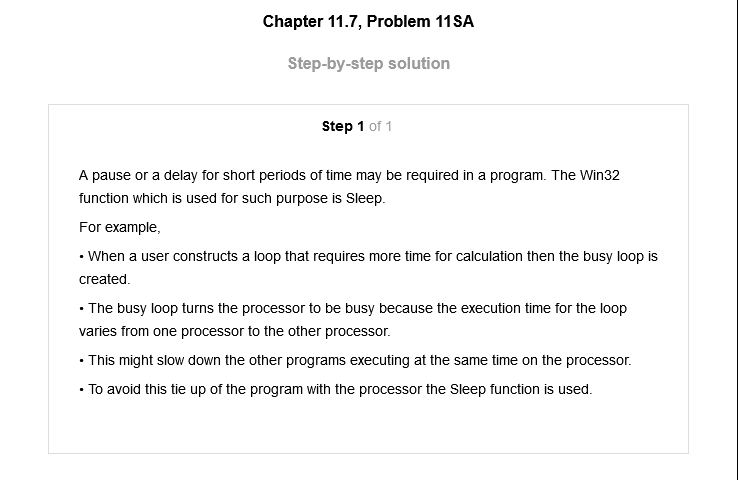 Chapter 11.7, Problem 11SA
Step-by-step solution
Step 1 of 1
A pause or a delay for short periods of time may be required in a program. The Win32
function which is used for such purpose is Sleep.
For example,
• When a user constructs a loop that requires more time for calculation then the busy loop is
created.
• The busy loop turns the processor to be busy because the execution time for the loop
varies from one processor to the other processor.
• This might slow down the other programs executing at the same time on the processor.
• To avoid this tie up of the program with the processor the Sleep function is used.